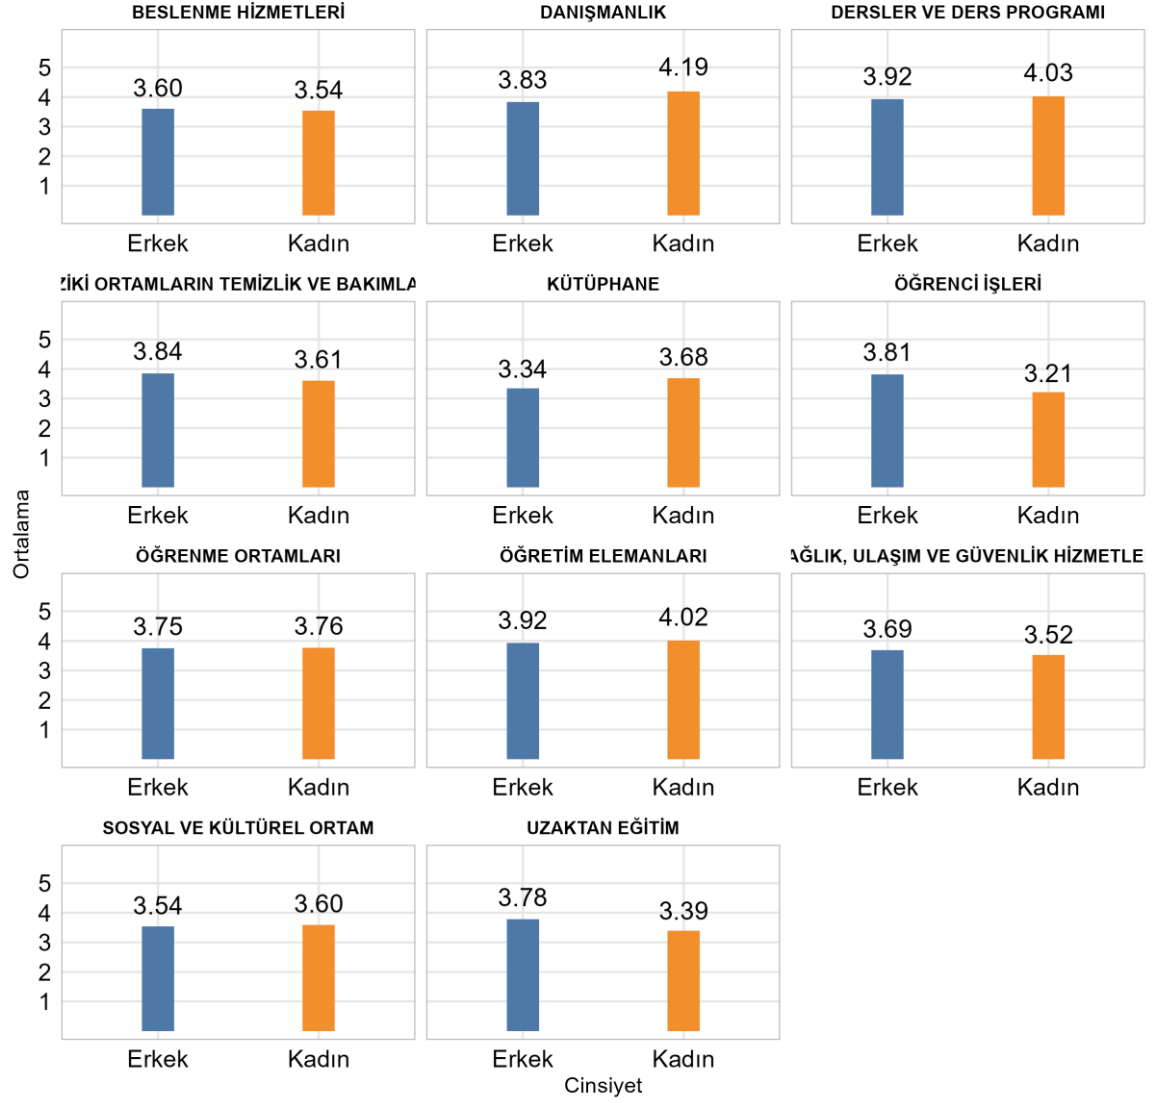 BESLENME HİZMETLERİ
DANIŞMANLIK
DERSLER VE DERS PROGRAMI
5
4
3
2
1
3.60
3.54
3.83
4.19
3.92
4.03
Erkek
Kadın
Erkek
Kadın
Erkek
Kadın
ZİKİ ORTAMLARIN TEMİZLİK VE BAKIMLA
KÜTÜPHANE
ÖĞRENCİ İŞLERİ
5
4
3
2
1
3.84
3.61
3.34
3.68
3.81
3.21
Erkek
Kadın
Erkek
Kadın
Erkek
Kadın
Ortalama
ÖĞRENME ORTAMLARI
ÖĞRETİM ELEMANLARI
AĞLIK, ULAŞIM VE GÜVENLİK HİZMETLE
5
4
3
2
1
3.75
3.76
3.92
4.02
3.69
3.52
Erkek
Kadın
Erkek
Kadın
Erkek
Kadın
SOSYAL VE KÜLTÜREL ORTAM
UZAKTAN EĞİTİM
5
4
3
2
1
3.54
3.60
3.78
3.39
Erkek
Kadın
Erkek
Kadın
Cinsiyet